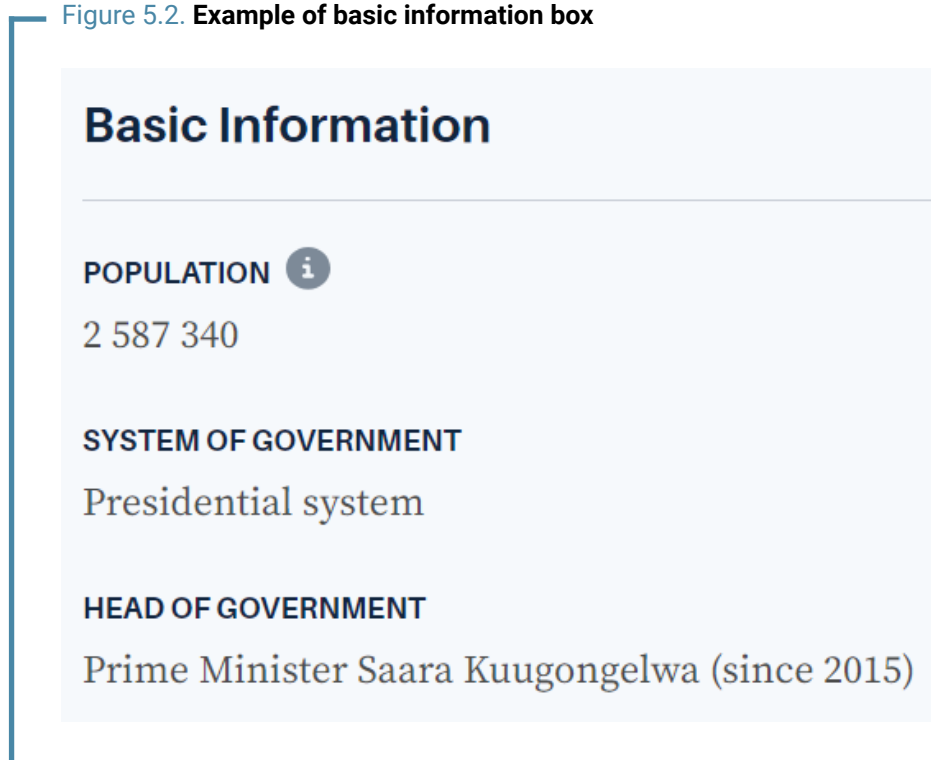 Figure 5.2. Example of basic information box
Basic Information
POPULATION i
2 587 340
SYSTEM OF GOVERNMENT
Presidential system
HEAD OF GOVERNMENT
Prime Minister Saara Kuugongelwa (since 2015)